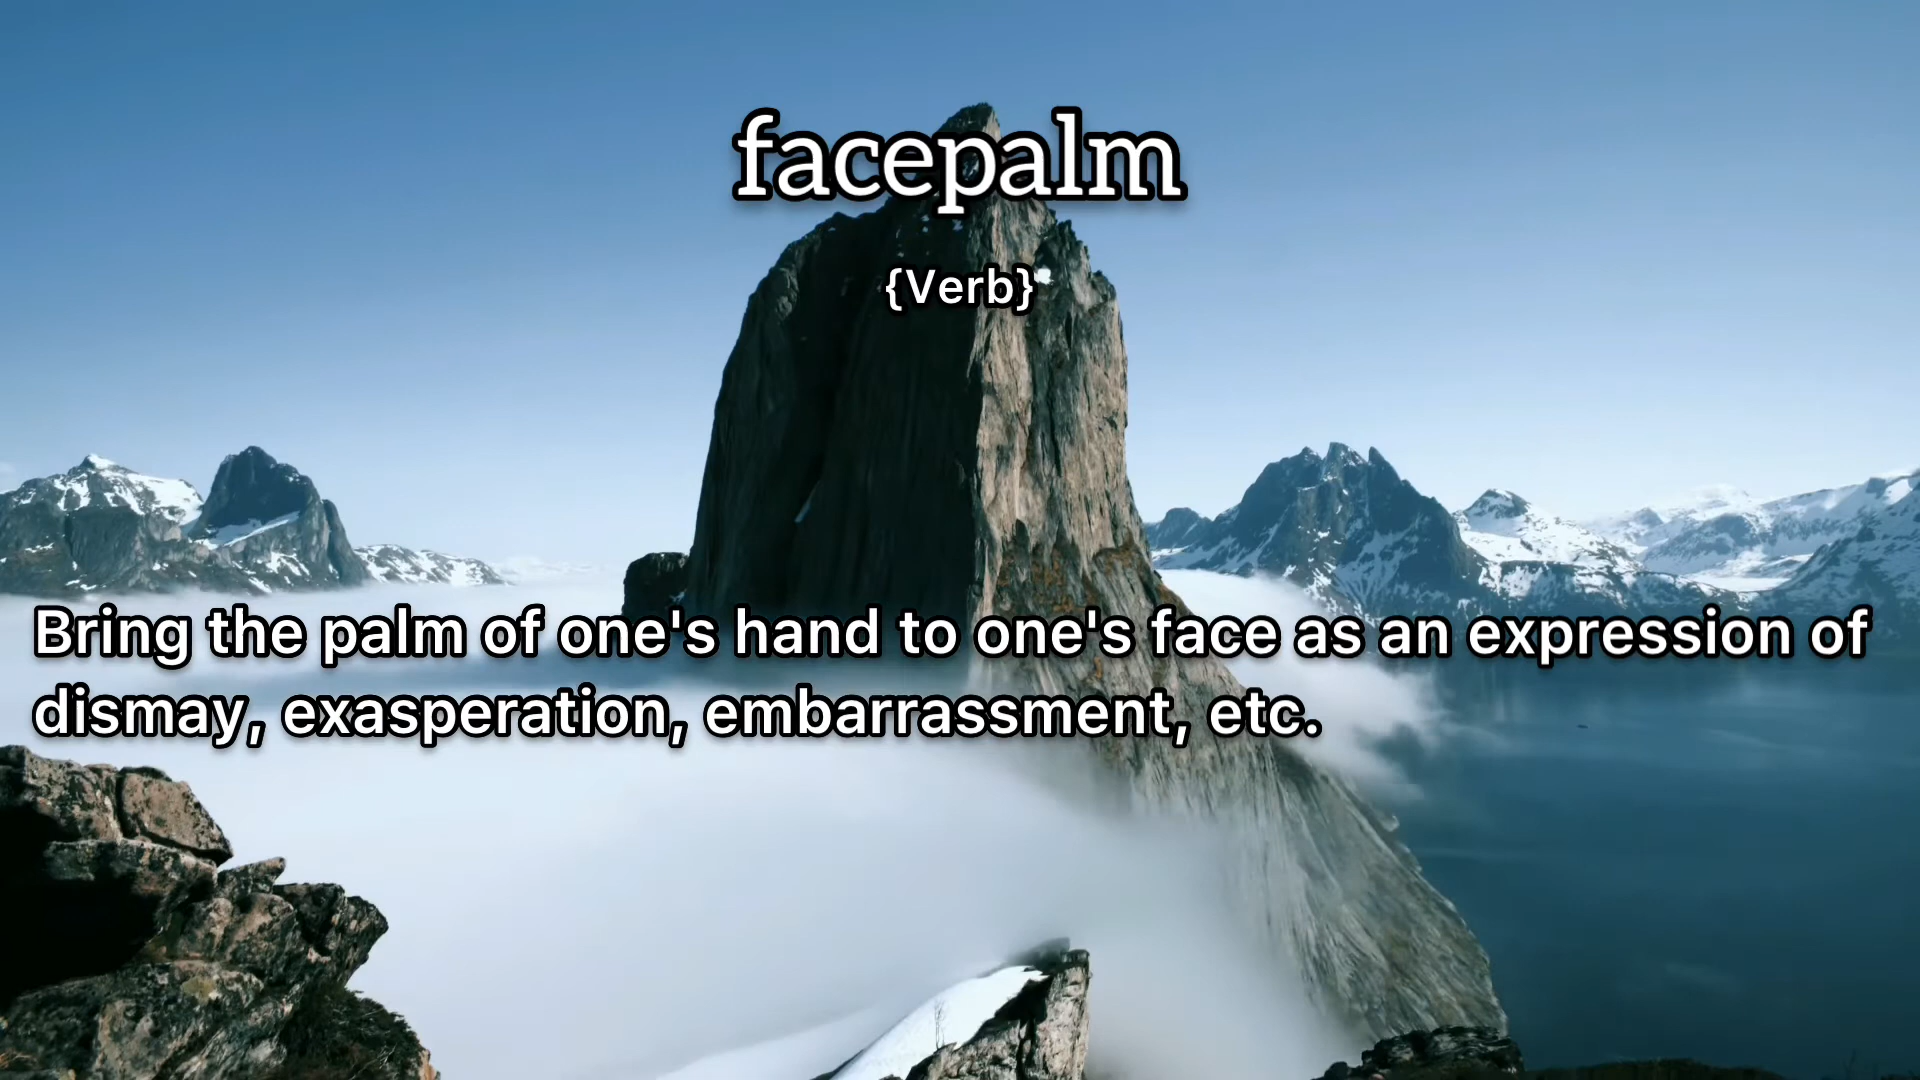 facepalm
{Verb}
Bring the palm of one's hand to one's face as an expression of
dismay, exasperation, embarrassment, etc.